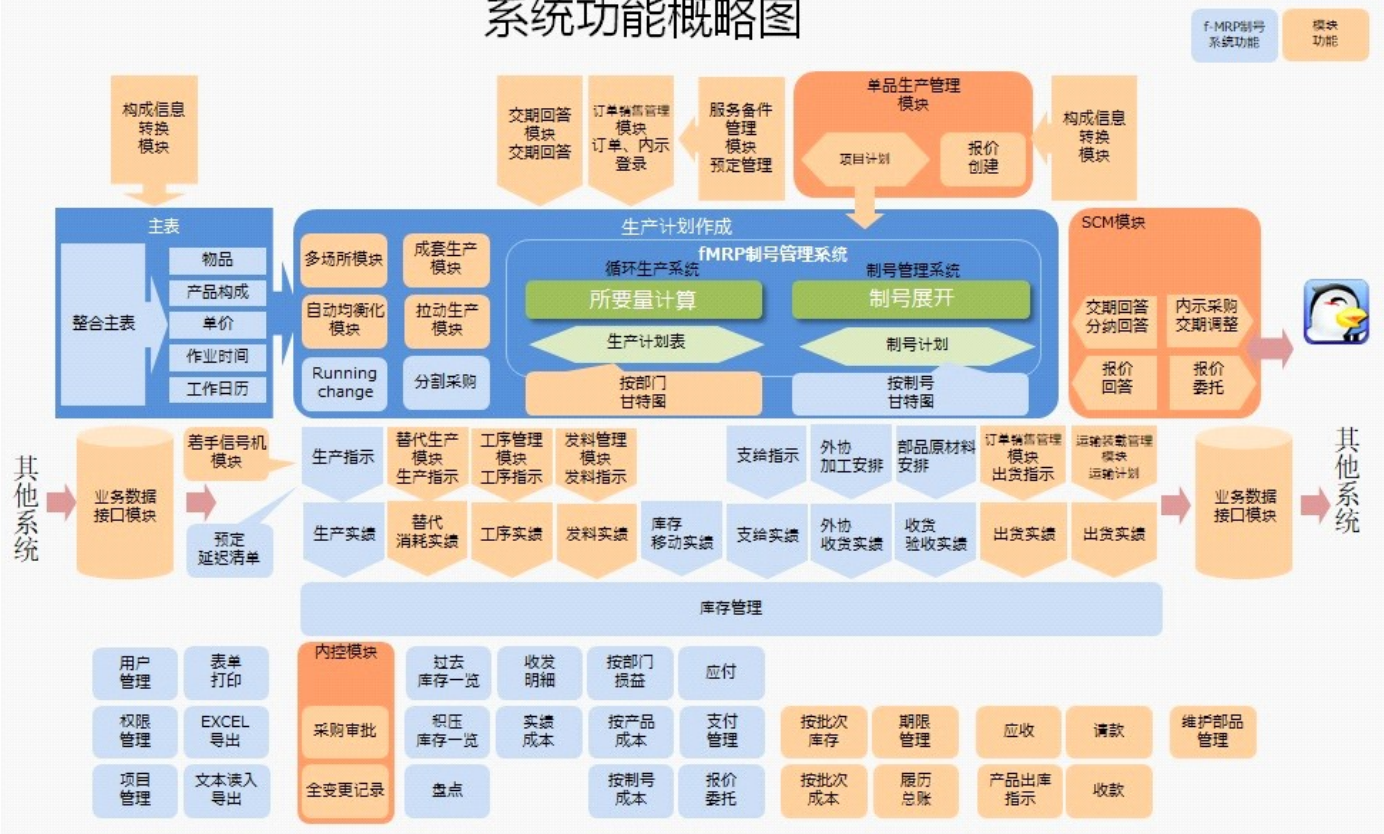 系统功能概略图
f-MRP制号
系统功能
模块
功能
构成信息
转换
模块
交期回答
模块
交期回答
订单销售管理
模块
订单、内示
登录
服务备件
管理
模块
预定管理
单品生产管理
模块
项目计划
报价
创建
构成信息
转换
模块
主表
整合主表
物品
产品构成
单价
作业时间
工作日历
生产计划作成
多场所模块
成套生产
模块
自动均衡化
模块
拉动生产
模块
Running
change
分割采购
fMRP制号管理系统
循环生产系统
制号管理系统
所要量计算
制号展开
生产计划表
制号计划
按部门
甘特图
按制号
甘特图
SCM模块
交期回答
分纳回答
内示采购
交期调整
报价
回答
报价
委托
其他系统
业务数据
接口模块
着手信号机
模块
预定
延迟清单
生产指示
替代生产
模块
生产指示
工序管理
模块
工序指示
发料管理
模块
发料指示
支给指示
外协
加工安排
部品原材料
安排
订单销售管理
模块
出货指示
运输装载管理
模块
运输计划
生产实绩
替代
消耗实绩
工序实绩
发料实绩
库存
移动实绩
支给实绩
外协
收货实绩
收货
验收实绩
出货实绩
出货实绩
业务数据
接口模块
其他系统
库存管理
用户
管理
表单
打印
内控模块
过去
库存一览
收发
明細
按部门
损益
应付
权限
管理
EXCEL
导出
采购审批
积压
库存一览
实绩
成本
按产品
成本
支付
管理
按批次
库存
期限
管理
应收
请款
维护部品
管理
项目
管理
文本读入
导出
全变更记录
盘点
按制号
成本
报价
委托
按批次
成本
履历
总账
产品出库
指示
收款